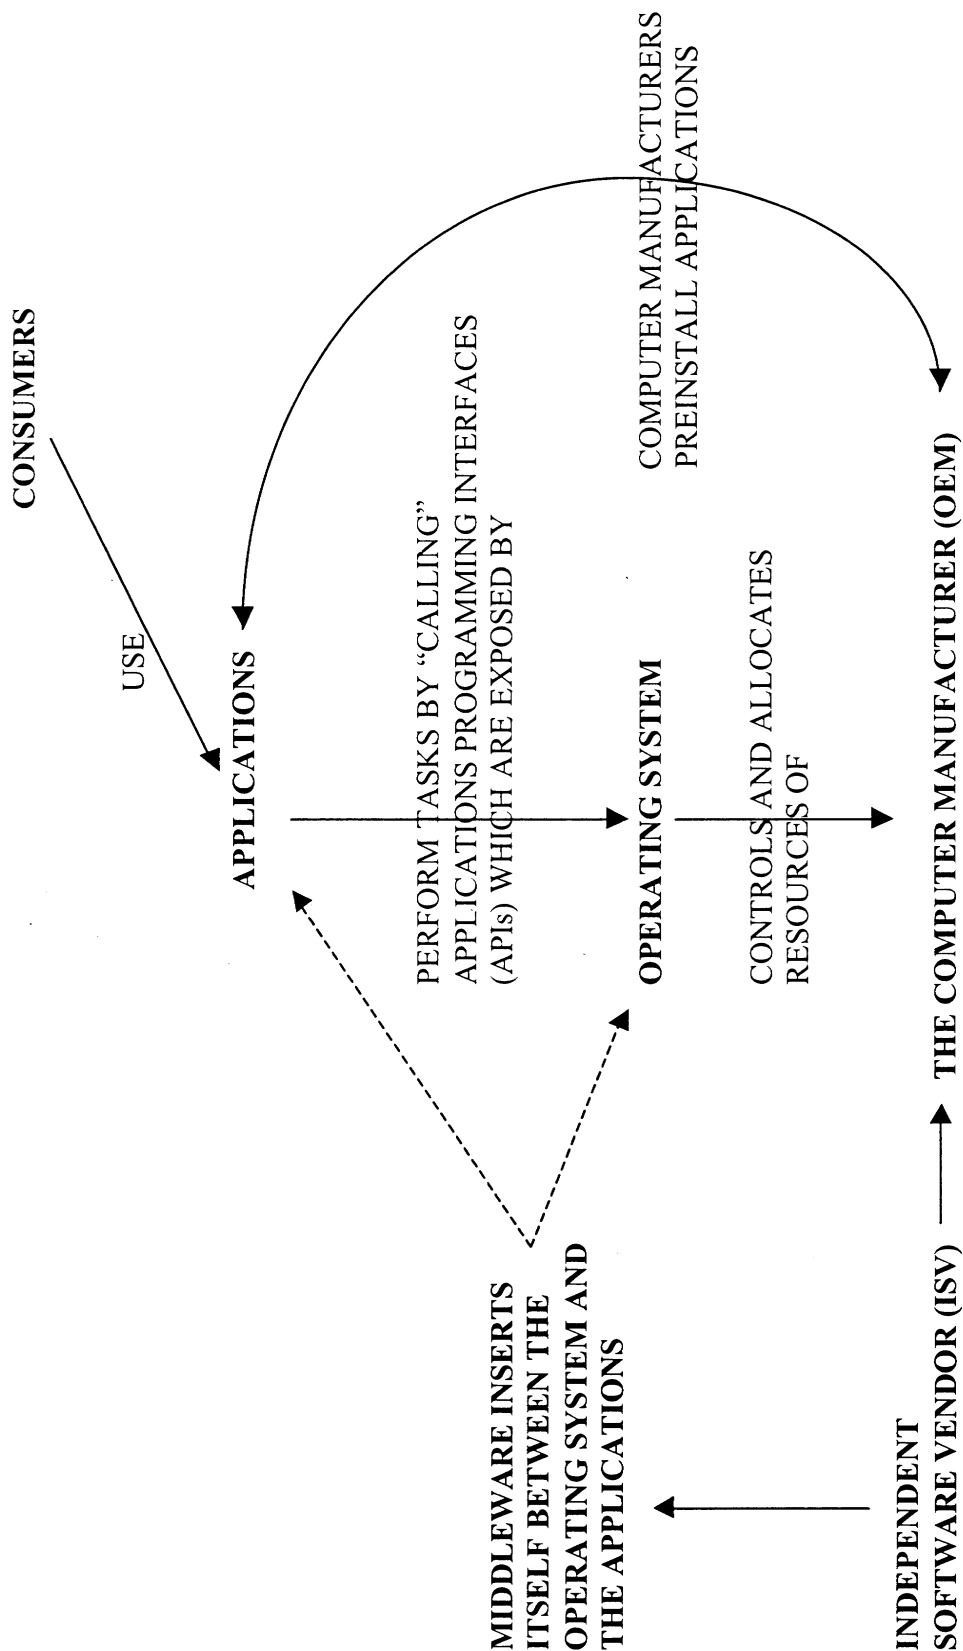 CONSUMERS
USE
APPLICATIONS
PERFORM TASKS BY “CALLING”
APPLICATIONS PROGRAMMING INTERFACES
(APIs) WHICH ARE EXPOSED BY
MIDDLEWARE INSERTS
ITSELF BETWEEN THE
OPERATING SYSTEM AND
THE APPLICATIONS
OPERATING SYSTEM
COMPUTER MANUFACTURERS
PREINSTALL APPLICATIONS
CONTROLS AND ALLOCATES
RESOURCES OF
INDEPENDENT
SOFTWARE VENDOR (ISV)
THE COMPUTER MANUFACTURER (OEM)